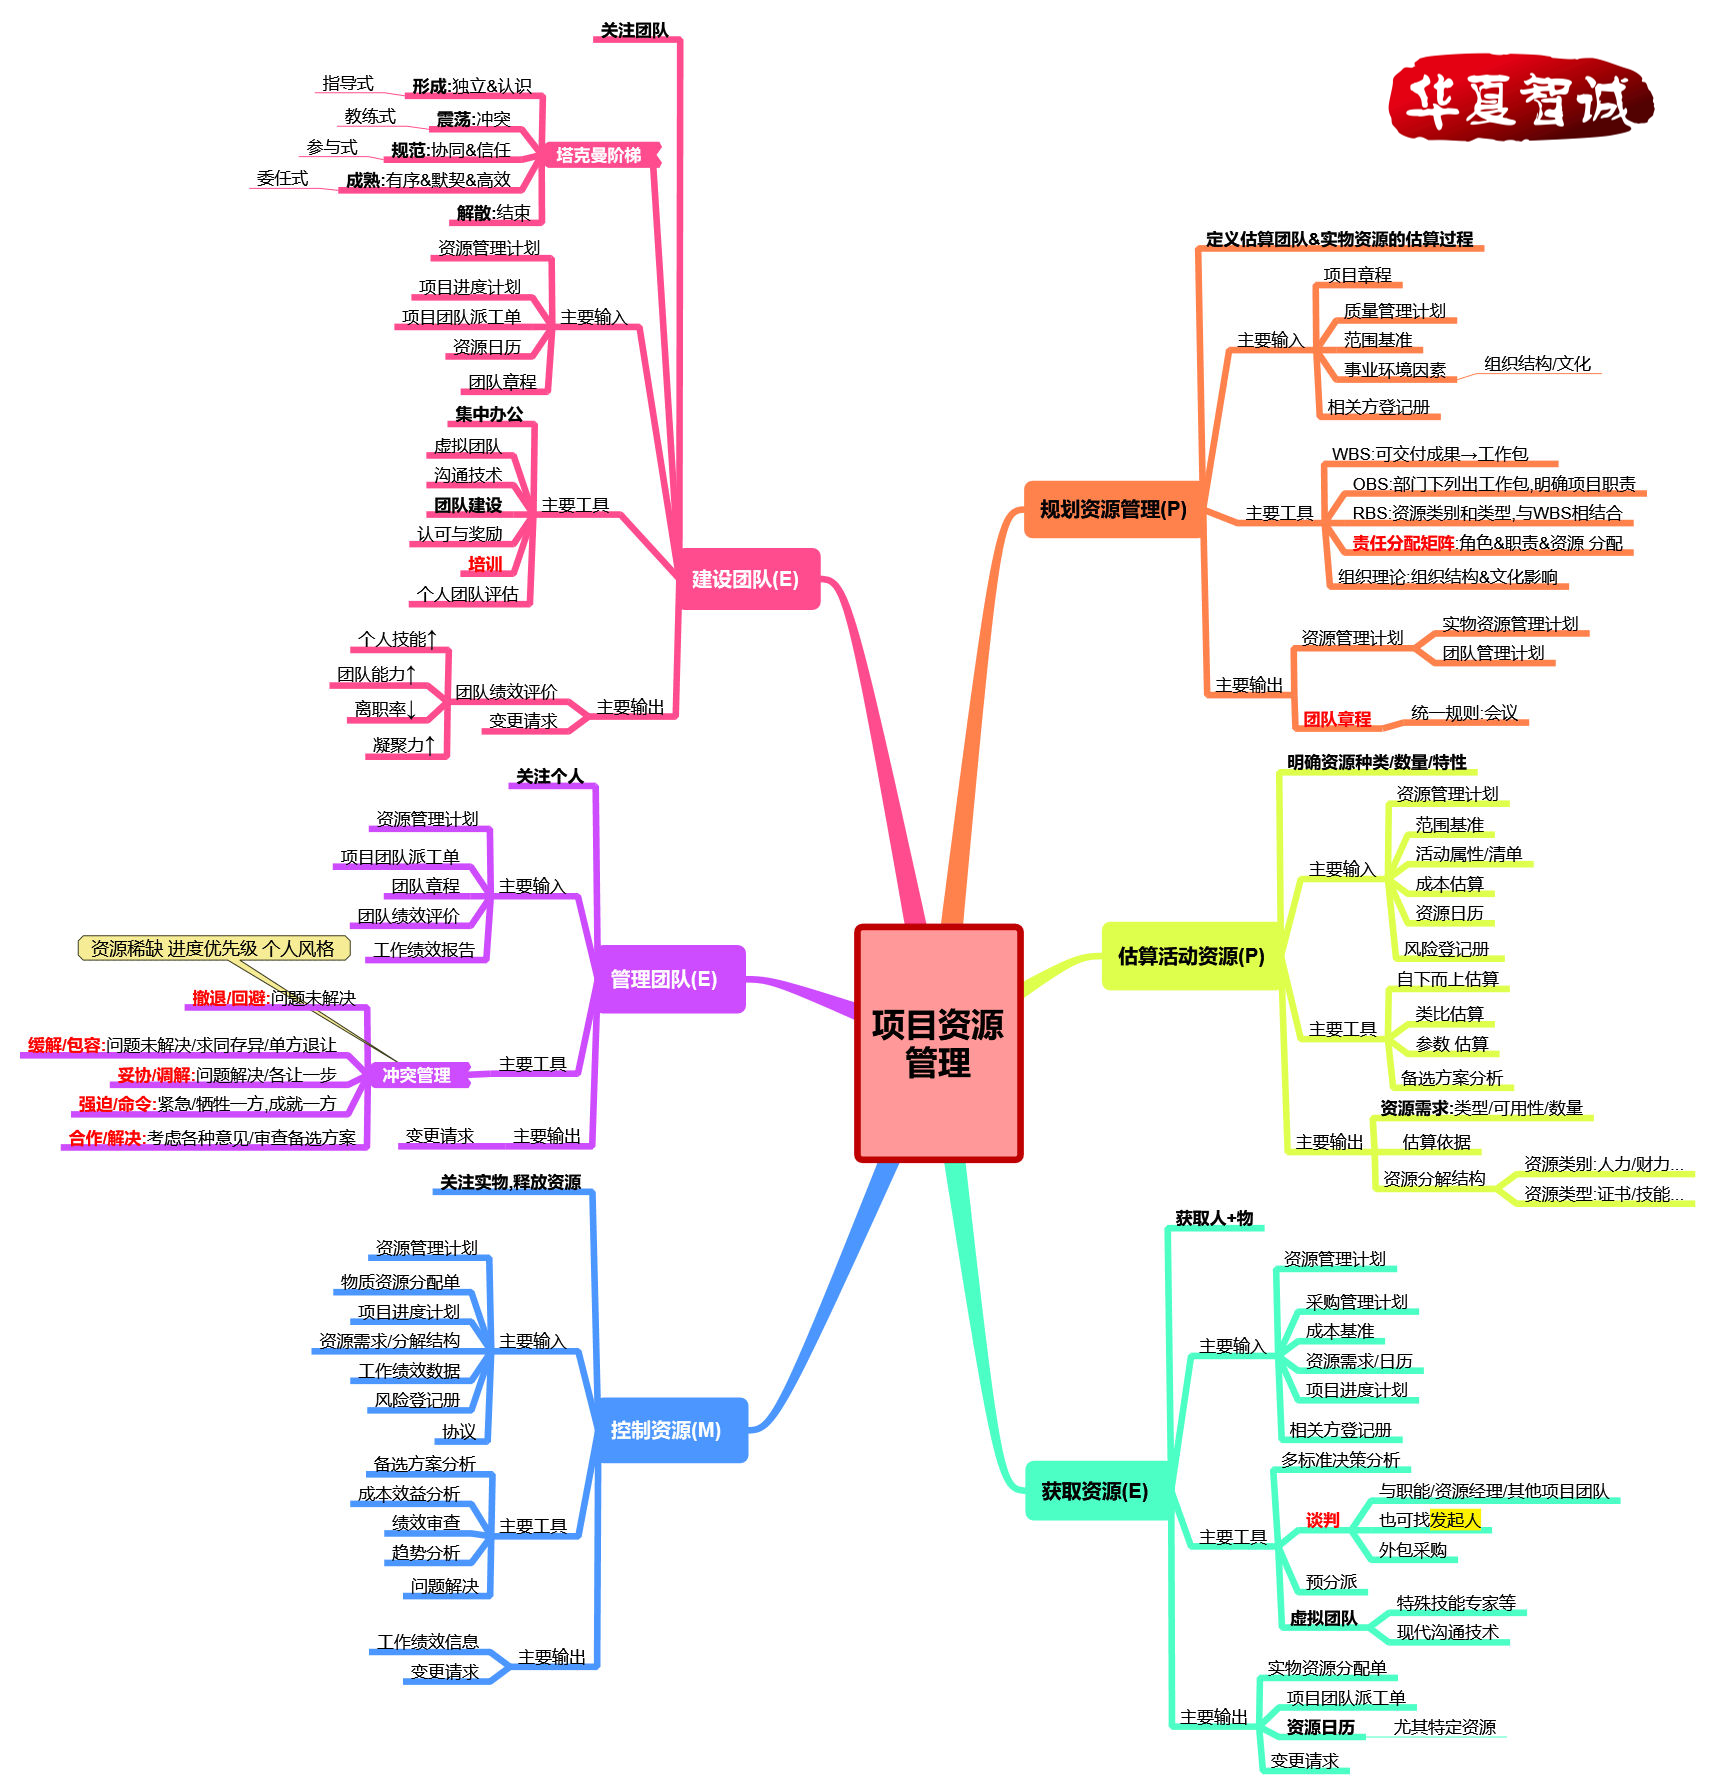 华夏智诚
项目资源
管理
规划资源管理(P)
定义估算团队&实物资源的估算过程
主要输入
项目章程
质量管理计划
范围基准
事业环境因素
组织结构/文化
相关方登记册
主要工具
WBS:可交付成果→工作包
OBS:部门下列出工作包,明确项目职责
RBS:资源类别和类型,与WBS相结合
责任分配矩阵:角色&职责&资源 分配
组织理论:组织结构&文化影响
主要输出
资源管理计划
实物资源管理计划
团队管理计划
团队章程
统一规则:会议
估算活动资源(P)
明确资源种类/数量/特性
主要输入
资源管理计划
范围基准
活动属性/清单
成本估算
资源日历
风险登记册
主要工具
自下而上估算
类比估算
参数 估算
备选方案分析
主要输出
资源需求:类型/可用性/数量
估算依据
资源分解结构
资源类别:人力/财力...
资源类型:证书/技能...
获取资源(E)
获取人+物
主要输入
资源管理计划
采购管理计划
成本基准
资源需求/日历
项目进度计划
相关方登记册
主要工具
多标准决策分析
谈判
与职能/资源经理/其他项目团队
也可找发起人
外包采购
预分派
虚拟团队
特殊技能专家等
现代沟通技术
主要输出
实物资源分配单
项目团队派工单
资源日历
尤其特定资源
变更请求
建设团队(E)
关注团队
塔克曼阶梯
形成:独立&认识
指导式
震荡:冲突
教练式
规范:协同&信任
参与式
成熟:有序&默契&高效
委任式
解散:结束
主要输入
资源管理计划
项目进度计划
项目团队派工单
资源日历
团队章程
主要工具
集中办公
虚拟团队
沟通技术
团队建设
认可与奖励
培训
个人团队评估
主要输出
团队绩效评价
个人技能↑
团队能力↑
离职率↓
凝聚力↑
变更请求
管理团队(E)
关注个人
主要输入
资源管理计划
项目团队派工单
团队章程
团队绩效评价
工作绩效报告
主要工具
冲突管理
资源稀缺 进度优先级 个人风格
撤退/回避:问题未解决
缓解/包容:问题未解决/求同存异/单方退让
妥协/调解:问题解决/各让一步
强迫/命令:紧急/牺牲一方,成就一方
合作/解决:考虑各种意见/审查备选方案
主要输出
变更请求
控制资源(M)
关注实物,释放资源
主要输入
资源管理计划
物质资源分配单
项目进度计划
资源需求/分解结构
工作绩效数据
风险登记册
协议
主要工具
备选方案分析
成本效益分析
绩效审查
趋势分析
问题解决
主要输出
工作绩效信息
变更请求